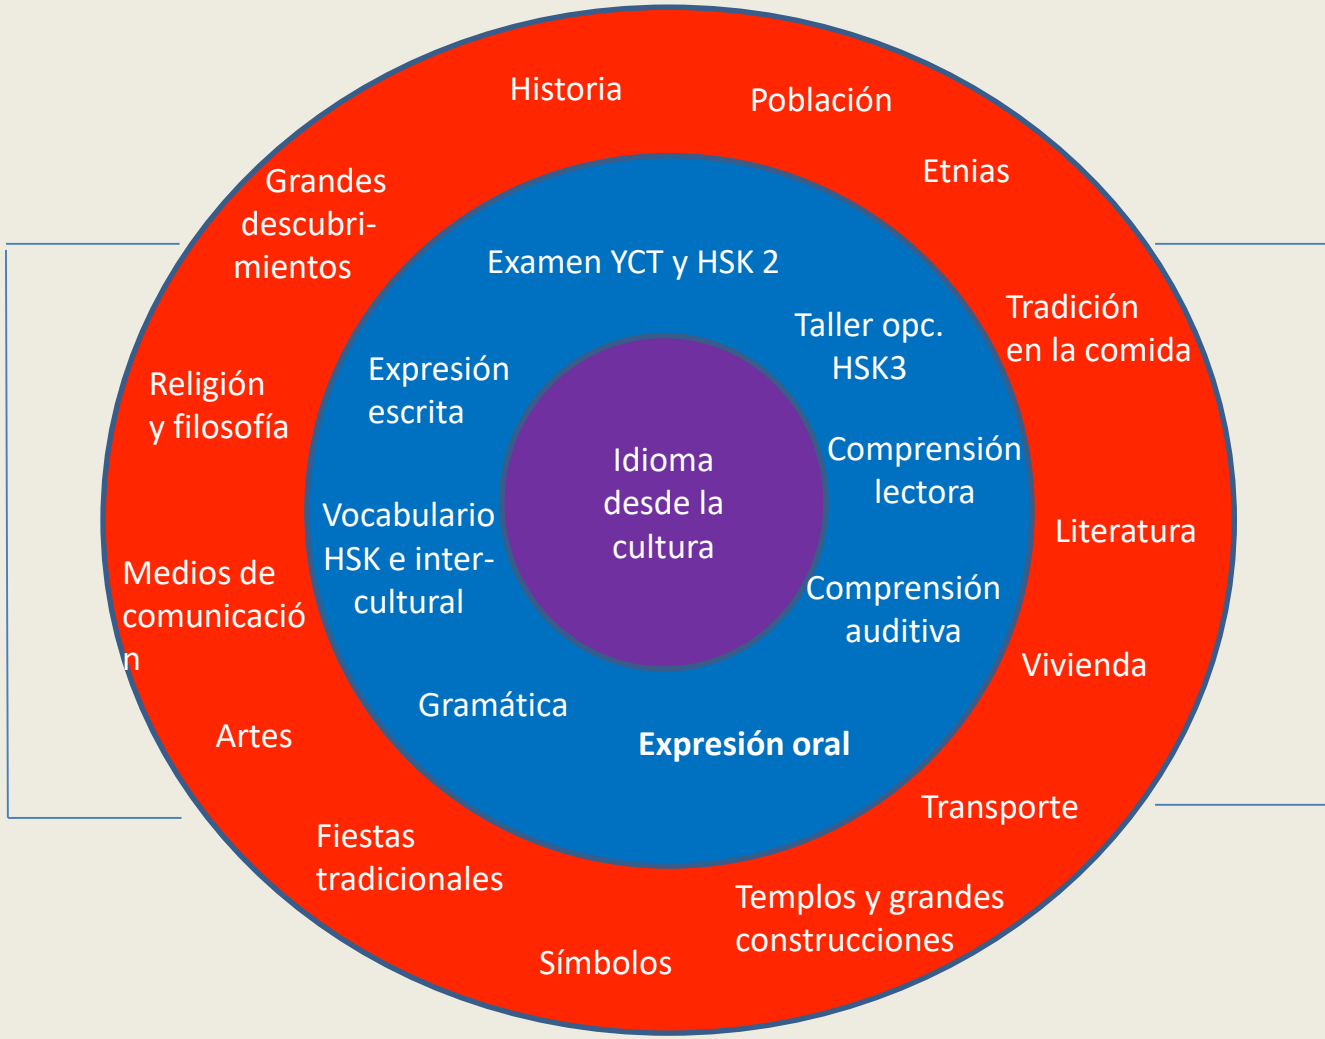 Historia
Población
Etnias
Grandes
descubri-
mientos
Tradición
en la comida
Religión
y filosofía
Literatura
Medios de
comunicació
n
Vivienda
Artes
Transporte
Fiestas
tradicionales
Templos y grandes
construcciones
Símbolos
Examen YCT y HSK 2
Taller opc.
HSK3
Expresión
escrita
Comprensión
lectora
Vocabulario
HSK e inter-
cultural
Comprensión
auditiva
Gramática
Expresión oral
Idioma
desde la
cultura